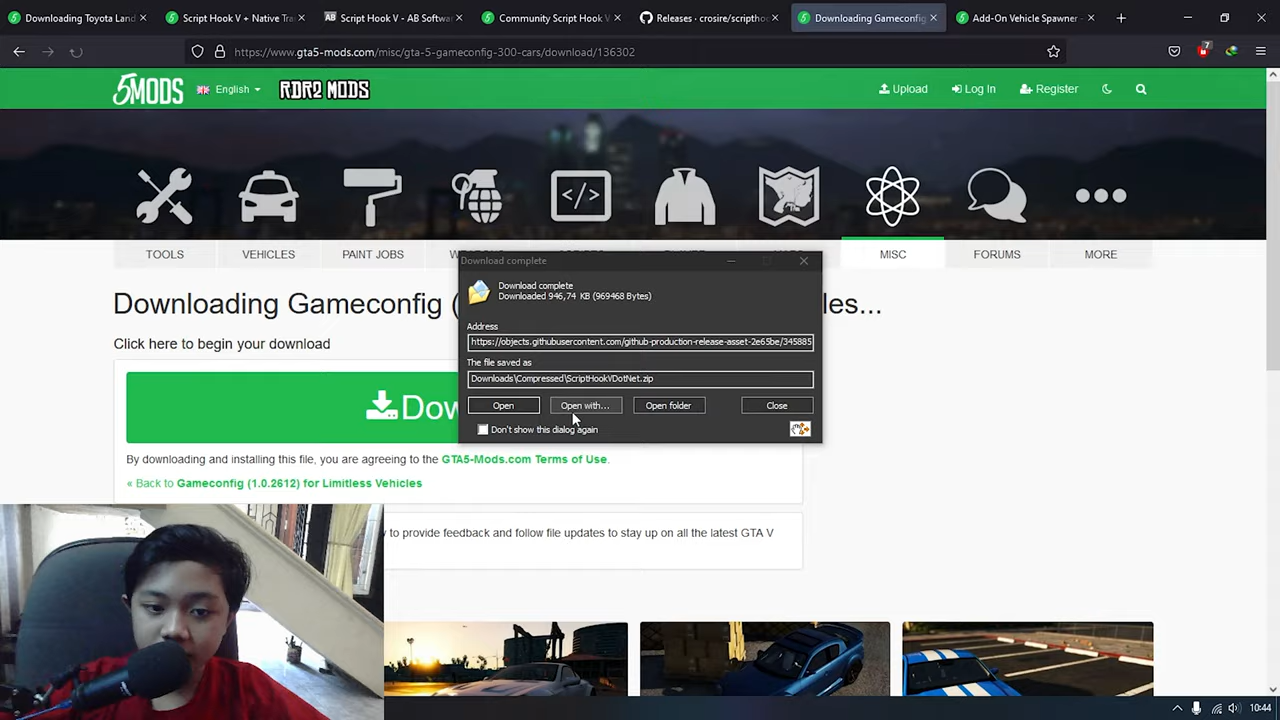 Downloading Toyota Land
Script Hook V + Native Tra
Script Hook V - AB Softwar
Community Script Hook V
Releases · crosire/scripthoo
Downloading Gameconfig
Add-On Vehicle Spawner -
https://www.gta5-mods.com/misc/gta-5-gameconfig-300-cars/download/136302
7
5MODS
English
RDR2 MODS
Upload
Log In
Register
TOOLS
VEHICLES
PAINT JOBS
MISC
FORUMS
MORE
Downloading Gameconfig (
les...
Click here to begin your download
Dow
By downloading and installing this file, you are agreeing to the GTA5-Mods.com Terms of Use.
« Back to Gameconfig (1.0.2612) for Limitless Vehicles
y to provide feedback and follow file updates to stay up on all the latest GTA V
Download complete
Download complete
Downloaded 946,74 KB (969468 Bytes)
Address
https://objects.githubusercontent.com/github-production-release-asset-2e65be/345885
The file saved as
Downloads\Compressed\ScriptHookVDotNet.zip
Open
Open with...
Open folder
Close
Don't show this dialog again
10:44